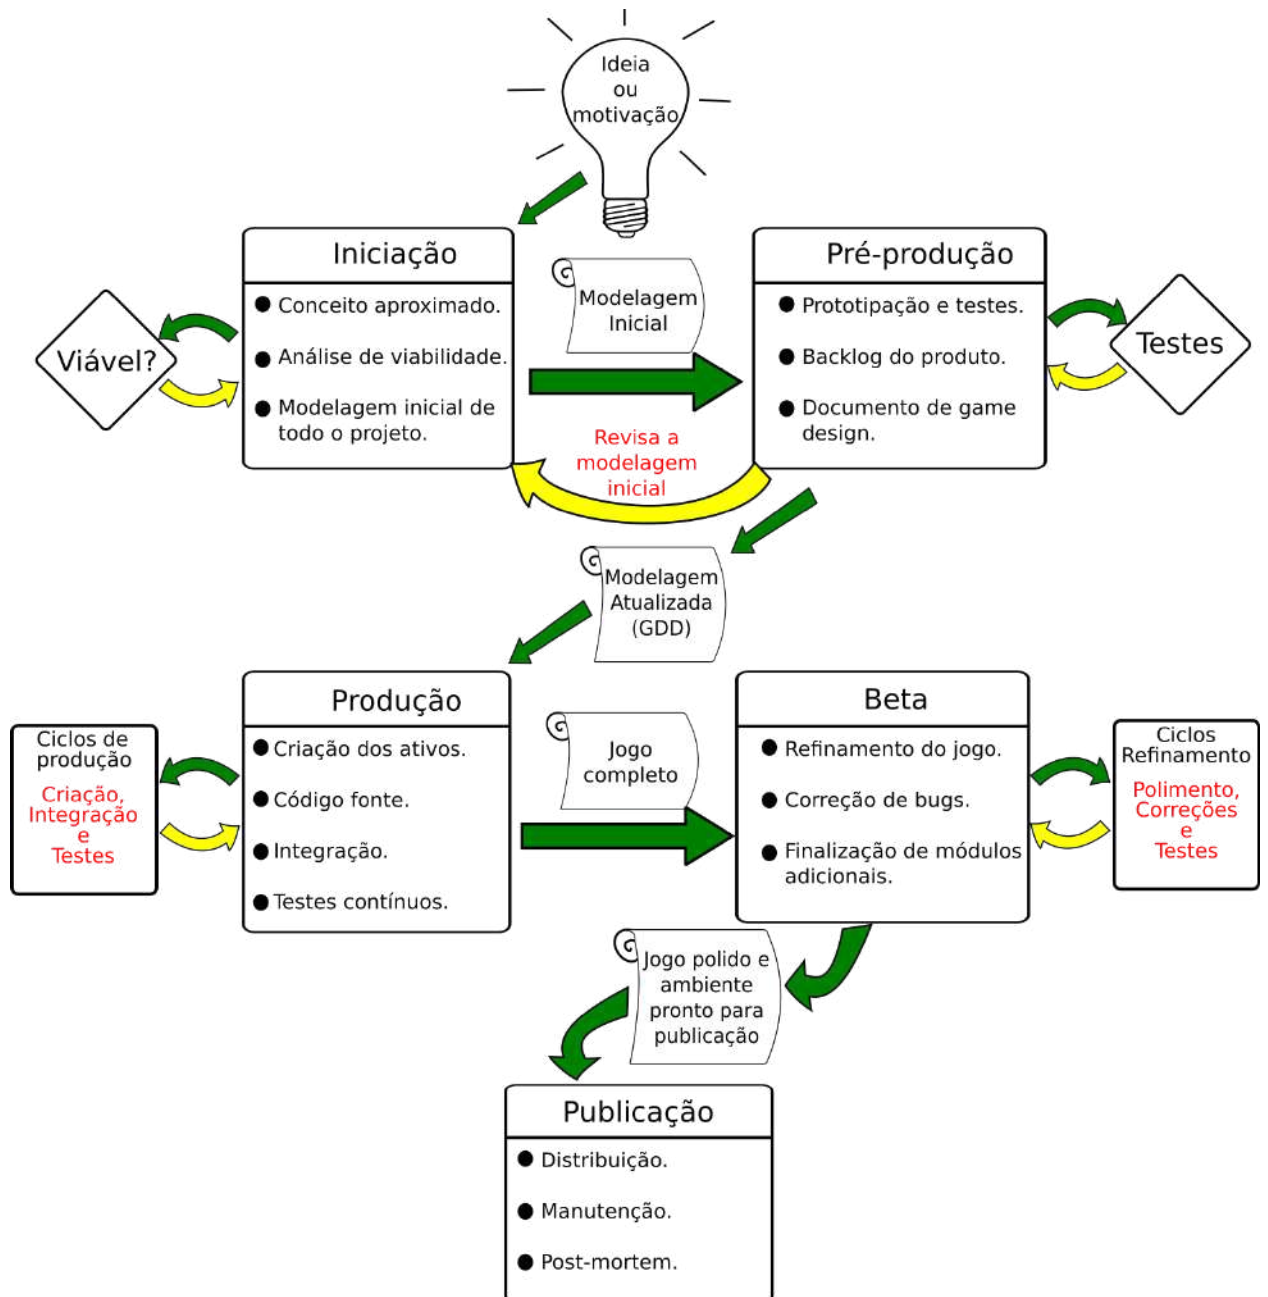 Ideia
ou
motivação
Iniciação
Conceito aproximado.
Análise de viabilidade.
Modelagem inicial de
todo o projeto.
Viável?
Modelagem
Inicial
Revisa a
modelagem
inicial
Pré-produção
Prototipação e testes.
Backlog do produto.
Documento de game
design.
Testes
Modelagem
Atualizada
(GDD)
Produção
Criação dos ativos.
Código fonte.
Integração.
Testes contínuos.
Ciclos de
produção
Criação,
Integração
e
Testes
Jogo
completo
Beta
Refinamento do jogo.
Correção de bugs.
Finalização de módulos
adicionais.
Ciclos
Refinamento
Polimento,
Correções
e
Testes
Jogo polido e
ambiente
pronto para
publicação
Publicação
Distribuição.
Manutenção.
Post-mortem.